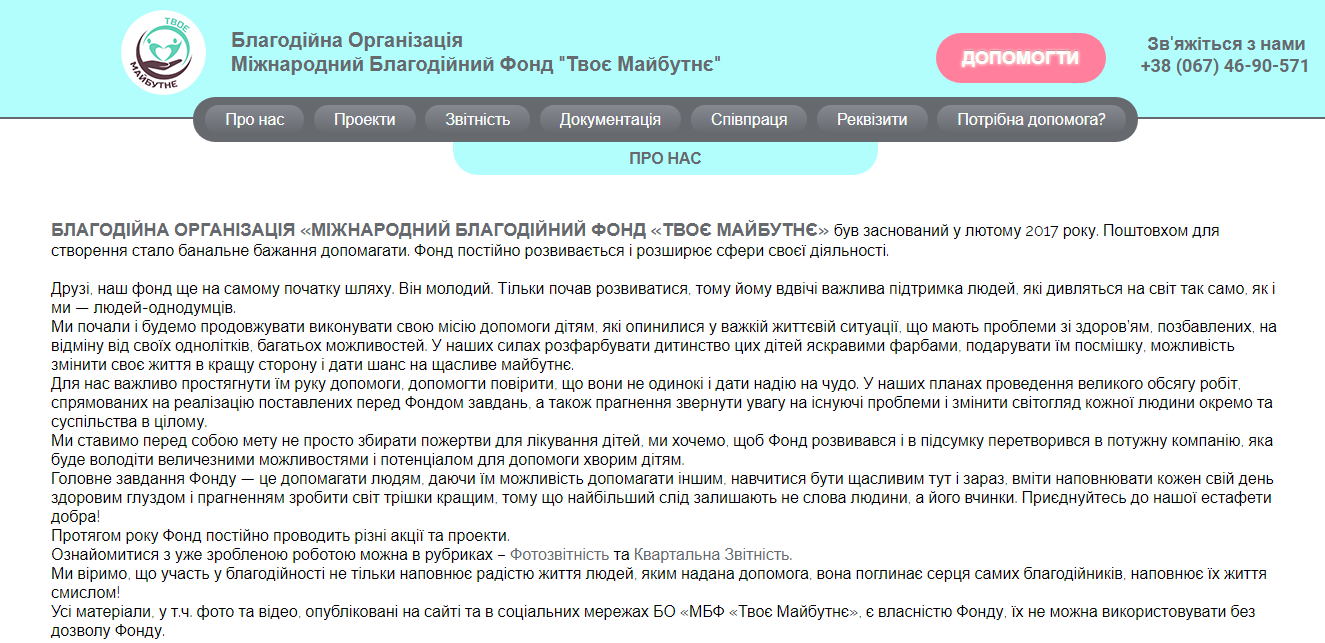 ТВОЄ
МАЙБУТНЄ
Благодійна Організація
Міжнародний Благодійний Фонд "Твоє Майбутнє"
ДОПОМОГТИ
Зв'яжіться з нами
+38 (067) 46-90-571
Про нас Проекти Звітність Документація Співпраця Реквізити Потрібна допомога?
ПРО НАС
БЛАГОДІЙНА ОРГАНІЗАЦІЯ «МІЖНАРОДНИЙ БЛАГОДІЙНИЙ ФОНД «ТВОЄ МАЙБУТНЄ» був заснований у лютому 2017 року. Поштовхом для
створення стало банальне бажання допомагати. Фонд постійно розвивається і розширює сфери своєї діяльності.
Друзі, наш фонд ще на самому початку шляху. Він молодий. Тільки почав розвиватися, тому йому вдвічі важлива підтримка людей, які дивляться на світ так само, як і
ми — людей-однодумців.
Ми почали і будемо продовжувати виконувати свою місію допомоги дітям, які опинилися у важкій життєвій ситуації, що мають проблеми зі здоров'ям, позбавлених, на
відміну від своїх однолітків, багатьох можливостей. У наших силах розфарбувати дитинство цих дітей яскравими фарбами, подарувати їм посмішку, можливість
змінити своє життя в кращу сторону і дати шанс на щасливе майбутнє.
Для нас важливо простягнути їм руку допомоги, допомогти повірити, що вони не одинокі і дати надію на чудо. У наших планах проведення великого обсягу робіт,
спрямованих на реалізацію поставлених перед Фондом завдань, а також прагнення звернути увагу на існуючі проблеми і змінити світогляд кожної людини окремо та
суспільства в цілому.
Ми ставимо перед собою мету не просто збирати пожертви для лікування дітей, ми хочемо, щоб Фонд розвивався і в підсумку перетворився в потужну компанію, яка
буде володіти величезними можливостями і потенціалом для допомоги хворим дітям.
Головне завдання Фонду — це допомагати людям, даючи їм можливість допомагати іншим, навчитися бути щасливим тут і зараз, вміти наповнювати кожен свій день
здоровим глуздом і прагненням зробити світ трішки кращим, тому що найбільший слід залишають не слова людини, а його вчинки. Приєднуйтесь до нашої естафети
добра!
Протягом року Фонд постійно проводить різні акції та проекти.
Ознайомитися з уже зробленою роботою можна в рубриках – Фотозвітність та Квартальна Звітність.
Ми віримо, що участь у благодійності не тільки наповнює радістю життя людей, яким надана допомога, вона поглинає серця самих благодійників, наповнює їх життя
смислом!
Усі матеріали, у т.ч. фото та відео, опубліковані на сайті та в соціальних мережах БО «МБФ «Твоє Майбутнє», є власністю Фонду, їх не можна використовувати без
дозволу Фонду.